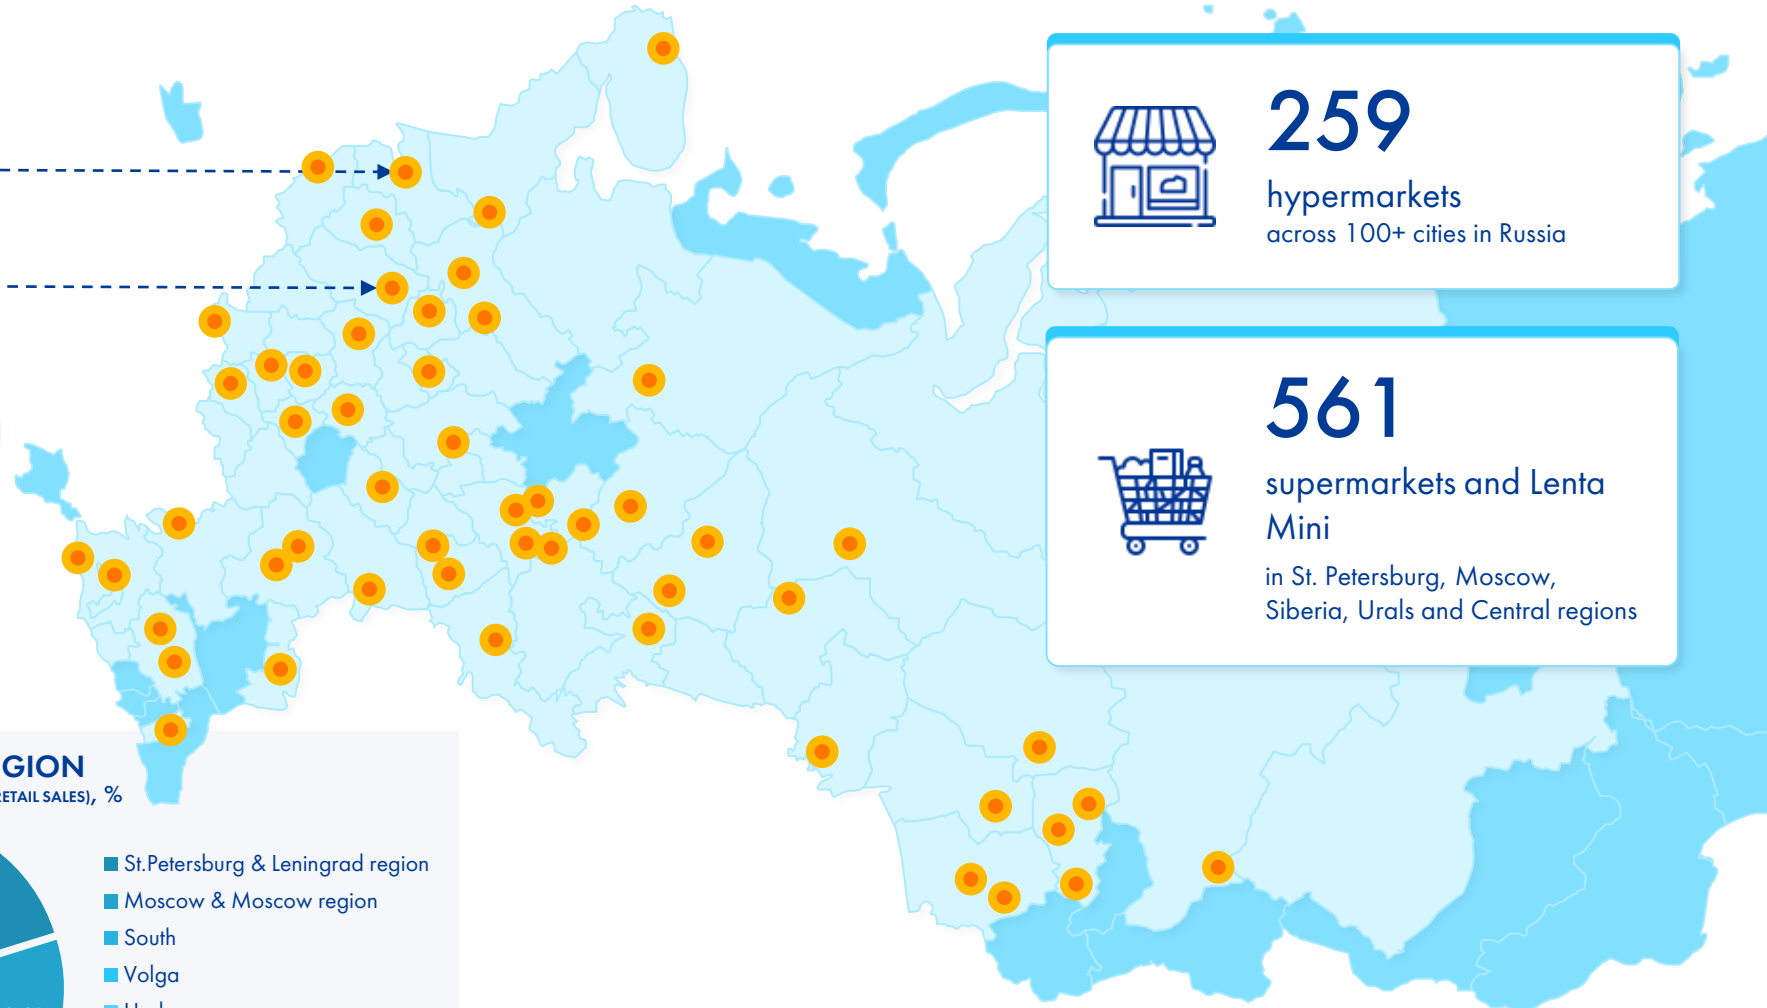 259
hypermarkets
across 100+ cities in Russia
561
supermarkets and Lenta
Mini
in St. Petersburg, Moscow,
Siberia, Urals and Central regions
GION
ETAIL SALES), %
St.Petersburg & Leningrad region
Moscow & Moscow region
South
Volga